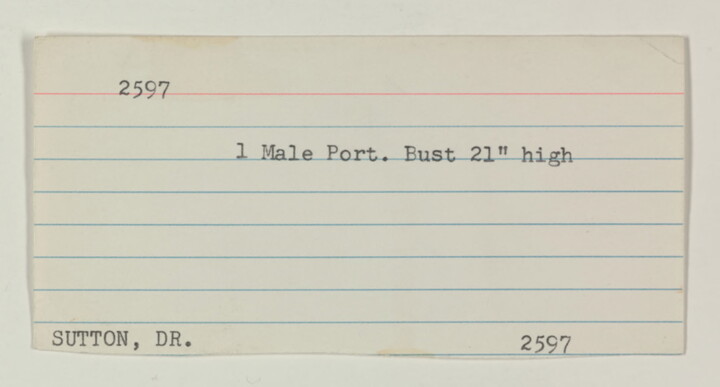 2597
1 Male Port. Bust 21" high
SUTTON, DR. 2597